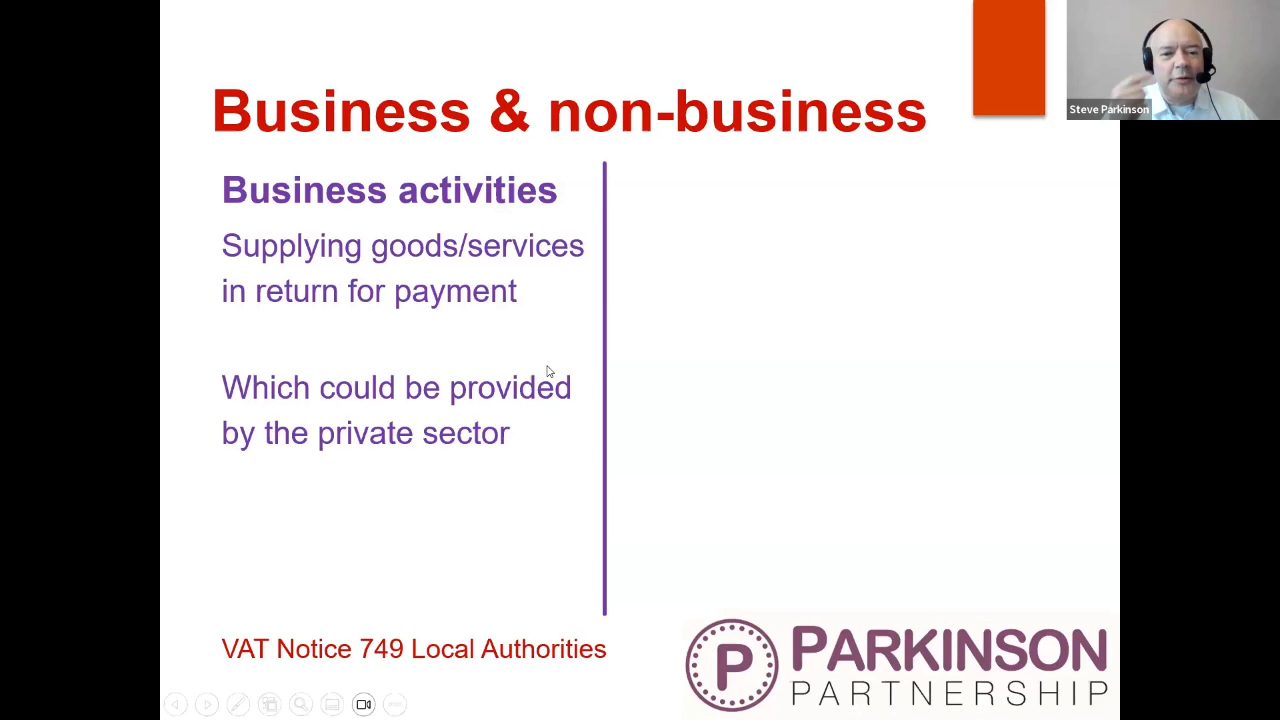 Business & non-business
Steve Parkinson
Business activities
Supplying goods/services
in return for payment
Which could be provided
by the private sector
VAT Notice 749 Local Authorities
P
PARKINSON
PARTNERSHIP